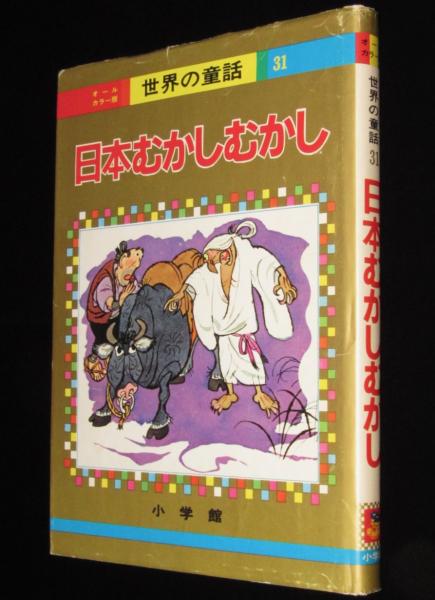 オール
カラー版
世界の童話
31
日本むかしむかし
小学館
世界の童話
31
日本むかしむかし